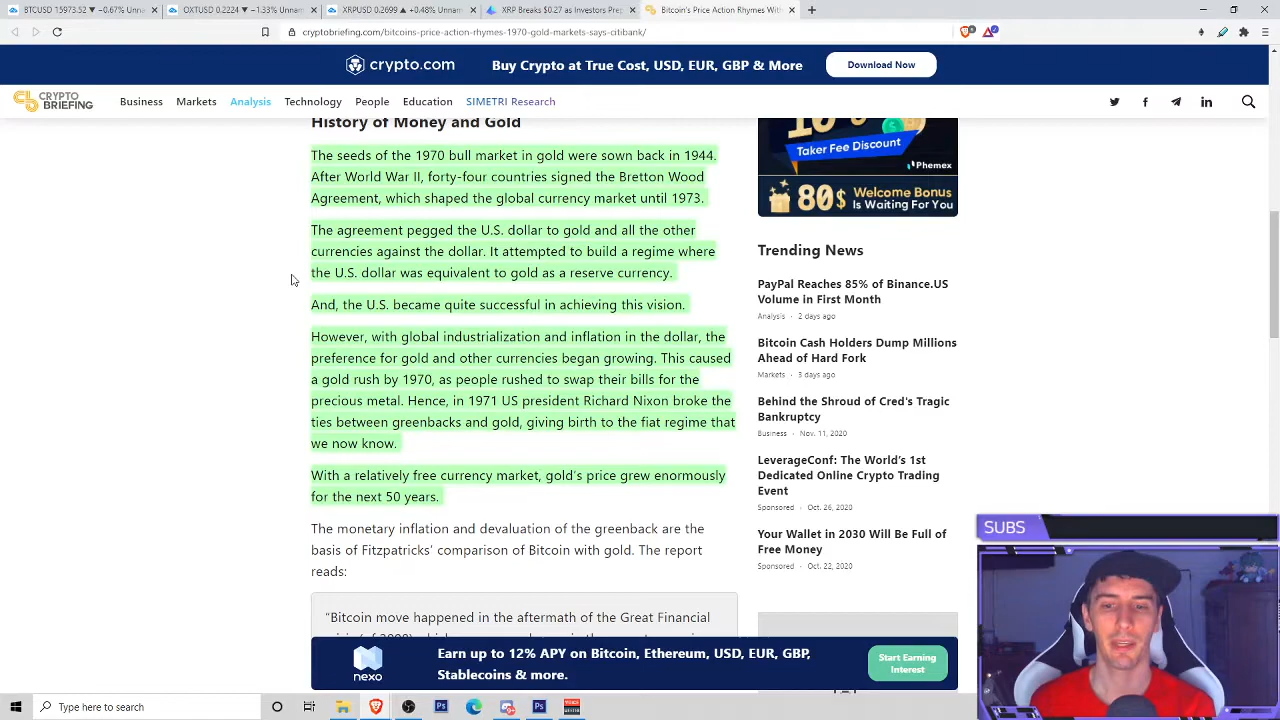 BTCUSD 15973.52 ▼ −0.67% Unna
OXTUSD 0.2224 ▼ −1.33% Unnam
XRPUSD 0.2699 ▲ +0.48% Unnam
XRP Breaks $0.27 as Investors Prep
Bitcoin's Price Action Rhymes
cryptobriefing.com/bitcoins-price-action-rhymes-1970-gold-markets-says-citibank/
crypto.com
Buy Crypto at True Cost, USD, EUR, GBP & More
Download Now
CRYPTO
BRIEFING
Business
Markets
Analysis
Technology
People
Education
SIMETRI Research
History of Money and Gold
The seeds of the 1970 bull market in gold were sown back in 1944.
After World War II, forty-four countries signed the Bretton Wood
Agreement, which shaped the global currency market until 1973.
The agreement pegged the U.S. dollar to gold and all the other
currencies against the dollar. It attempted to build a regime where
the U.S. dollar was equivalent to gold as a reserve currency.
And, the U.S. became quite successful in achieving this vision.
However, with global industrialization and inflation in the dollar, the
preference for gold and other currencies began growing. This caused
a gold rush by 1970, as people rushed to swap their bills for the
precious metal. Hence, in 1971 US president Richard Nixon broke the
ties between greenbacks and gold, giving birth to the fiat regime that
we now know.
With a relatively free currency market, gold's price grew enormously
for the next 50 years.
The monetary inflation and devaluation of the greenback are the
basis of Fitzpatricks' comparison of Bitcoin with gold. The report
reads:
"Bitcoin move happened in the aftermath of the Great Financial
Taker Fee Discount
Phemex
80$ Welcome Bonus
Is Waiting For You
Trending News
PayPal Reaches 85% of Binance.US
Volume in First Month
Analysis · 2 days ago
Bitcoin Cash Holders Dump Millions
Ahead of Hard Fork
Markets · 3 days ago
Behind the Shroud of Cred's Tragic
Bankruptcy
Business · Nov. 11, 2020
LeverageConf: The World's 1st
Dedicated Online Crypto Trading
Event
Sponsored · Oct. 26, 2020
Your Wallet in 2030 Will Be Full of
Free Money
Sponsored · Oct. 22, 2020
nexo
Earn up to 12% APY on Bitcoin, Ethereum, USD, EUR, GBP,
Stablecoins & more.
Start Earning
Interest
SUBS
Type here to search